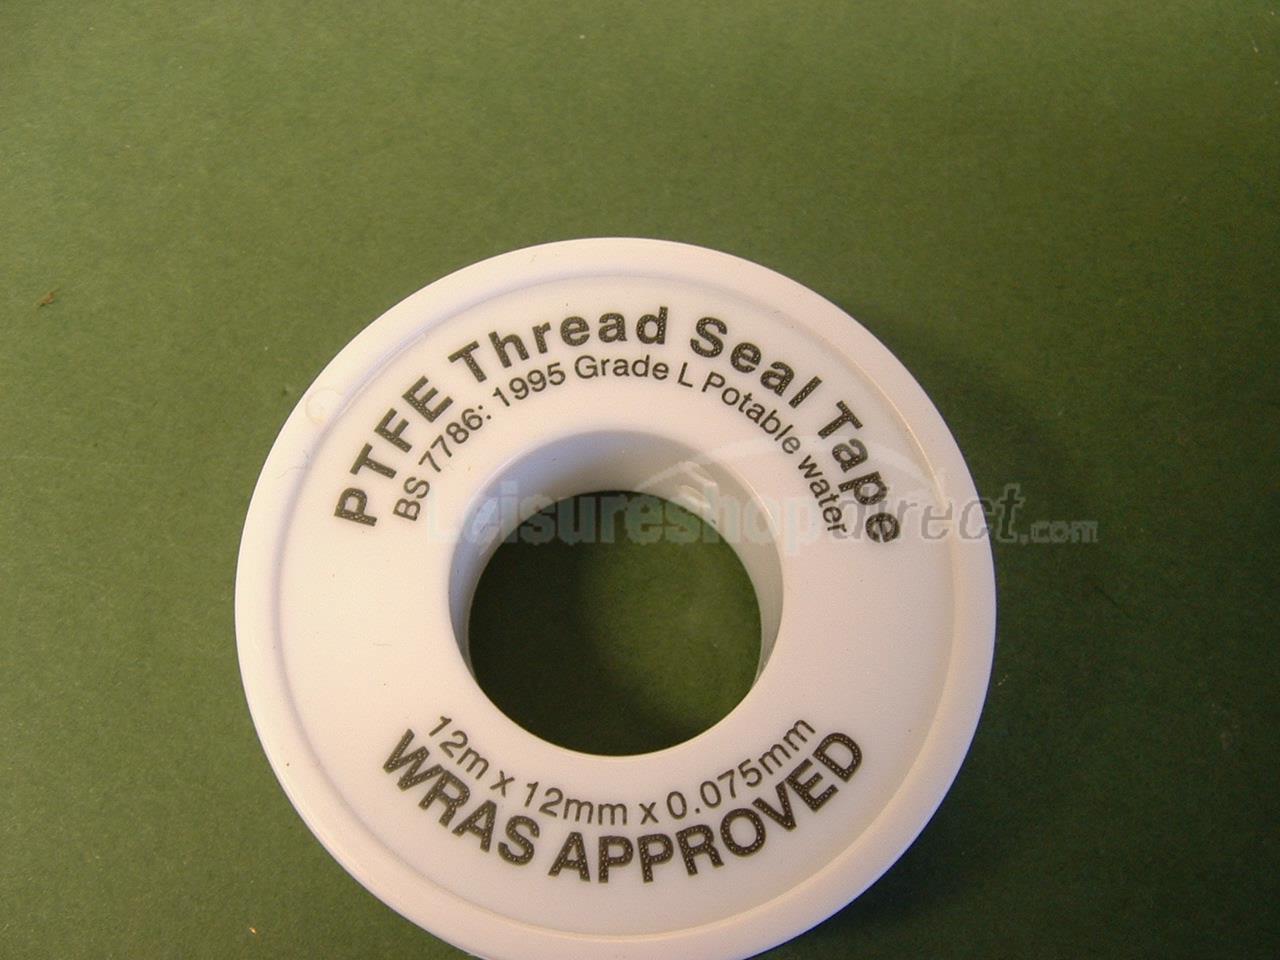 PTFE Thread Seal Tape
BS 7786: 1995 Grade L Potable water
Leisureshopdirect.com
12m x 12mm x 0.075mm
WRAS APPROVED